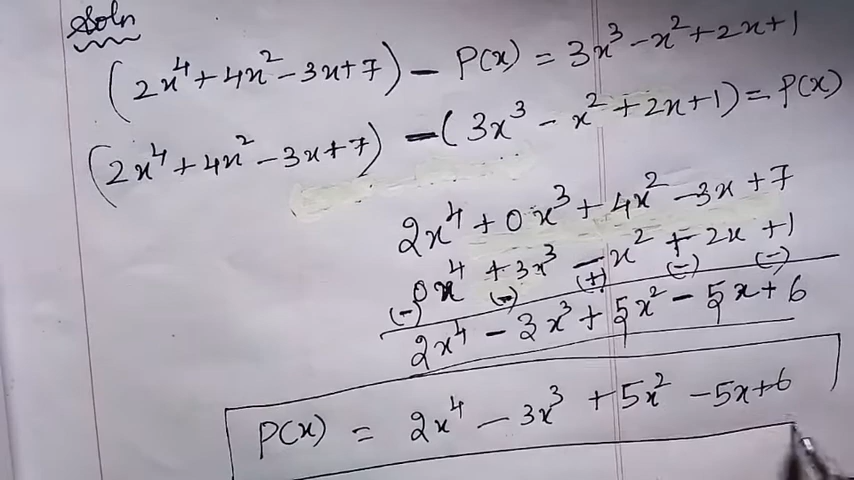 Soln
(2x⁴+4x²-3x+7) - P(x) = 3x³-x²+2x+1
(2x⁴+4x²-3x+7) -(3x³-x²+2x+1)=P(x)
2x⁴+0x³+4x²-3x+7
0x⁴+3x³-x²+2x+1
(-) (-) (+) (-) (-)
2x⁴-3x³+5x²-5x+6
P(x) = 2x⁴-3x³+5x²-5x+6